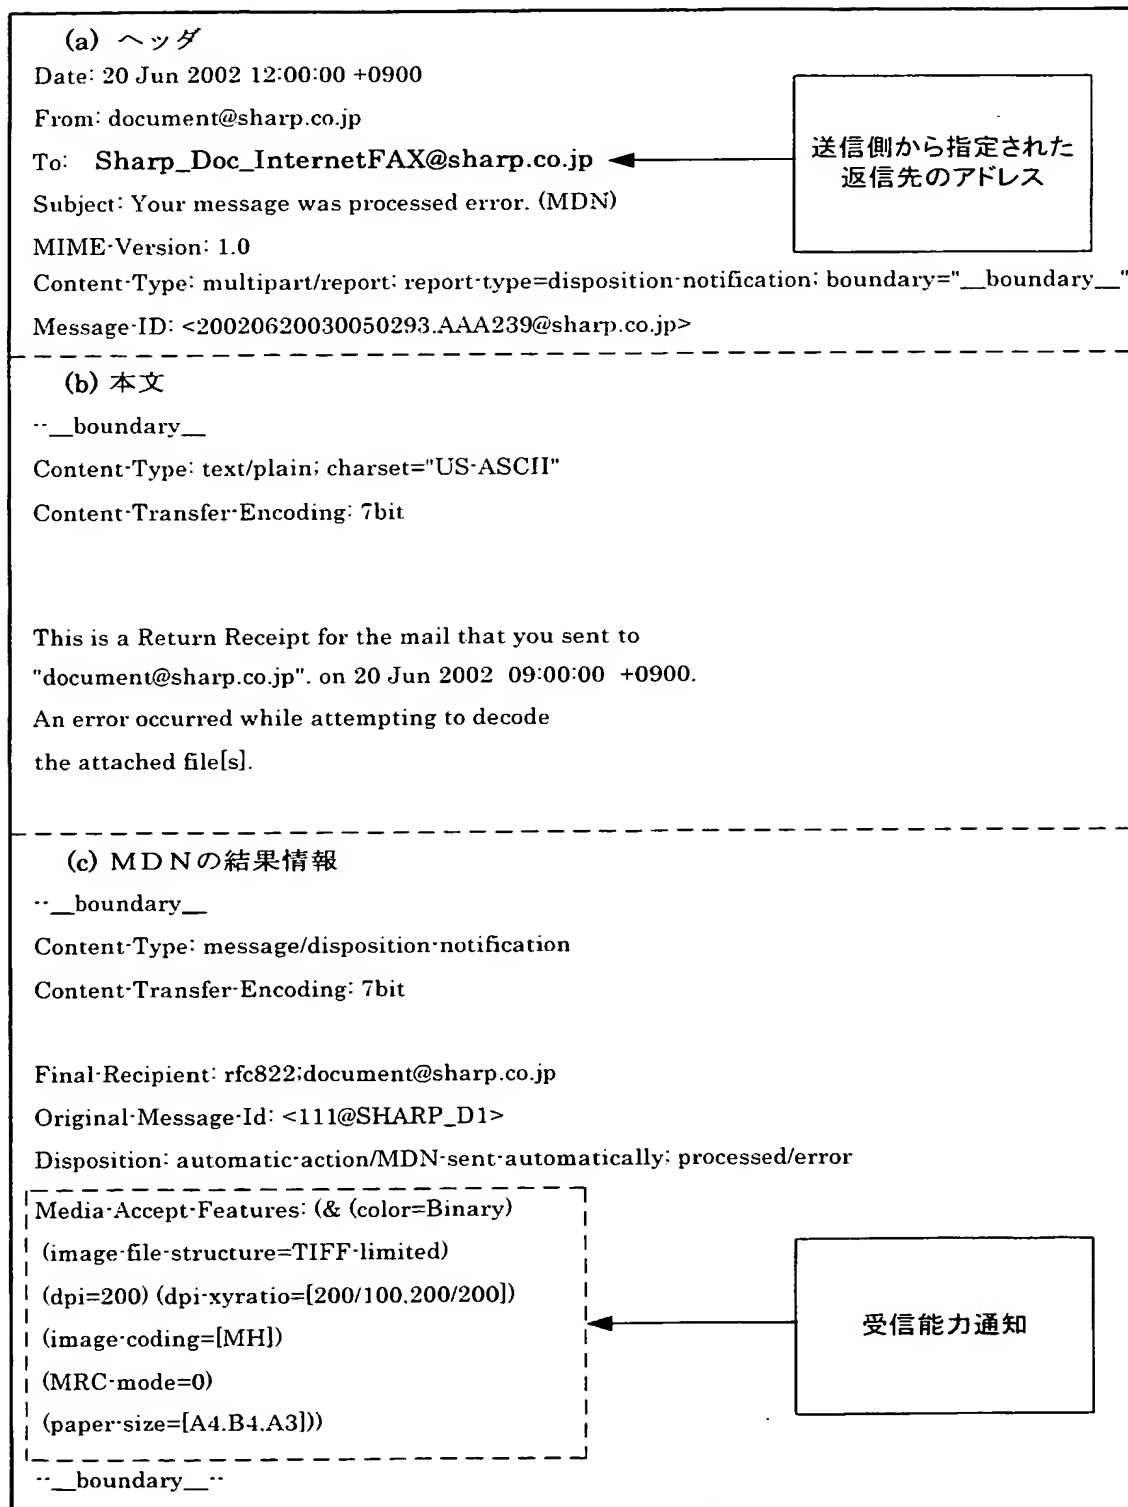 (a) ヘッダ
Date: 20 Jun 2002 12:00:00 +0900
From: document@sharp.co.jp
To: Sharp_Doc_InternetFAX@sharp.co.jp
送信側から指定された
返信先のアドレス
Subject: Your message was processed error. (MDN)
MIME-Version: 1.0
Content-Type: multipart/report; report-type=disposition-notification; boundary="__boundary__"
Message-ID: <20020620030050293.AAA239@sharp.co.jp>
(b) 本文
--__boundary__
Content-Type: text/plain; charset="US-ASCII"
Content-Transfer-Encoding: 7bit
This is a Return Receipt for the mail that you sent to
"document@sharp.co.jp". on 20 Jun 2002 09:00:00 +0900.
An error occurred while attempting to decode
the attached file[s].
(c) MDNの結果情報
--__boundary__
Content-Type: message/disposition-notification
Content-Transfer-Encoding: 7bit
Final-Recipient: rfc822;document@sharp.co.jp
Original-Message-Id: <111@SHARP_D1>
Disposition: automatic-action/MDN-sent-automatically; processed/error
Media-Accept-Features: (& (color=Binary)
(image-file-structure=TIFF-limited)
(dpi=200) (dpi-xyratio=[200/100,200/200])
(image-coding=[MH])
(MRC-mode=0)
(paper-size=[A4.B4.A3]))
受信能力通知
--__boundary__--